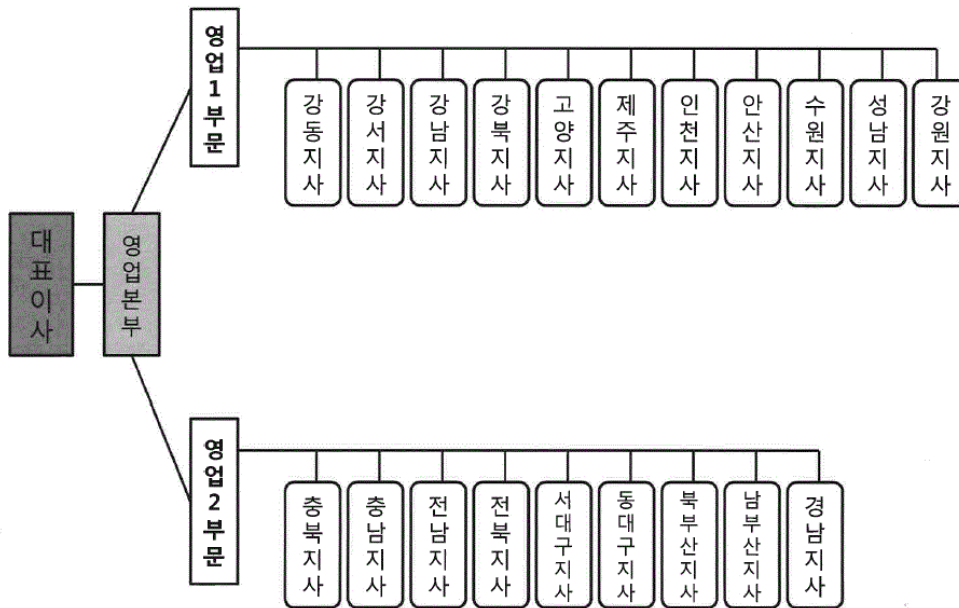 영업1부문
강동지사
강서지사
강남지사
강북지사
고양지사
제주지사
인천지사
안산지사
수원지사
성남지사
강원지사
대표이사
영업본부
영업2부문
충북지사
충남지사
전남지사
전북지사
서대구지사
동대구지사
북부산지사
남부산지사
경남지사